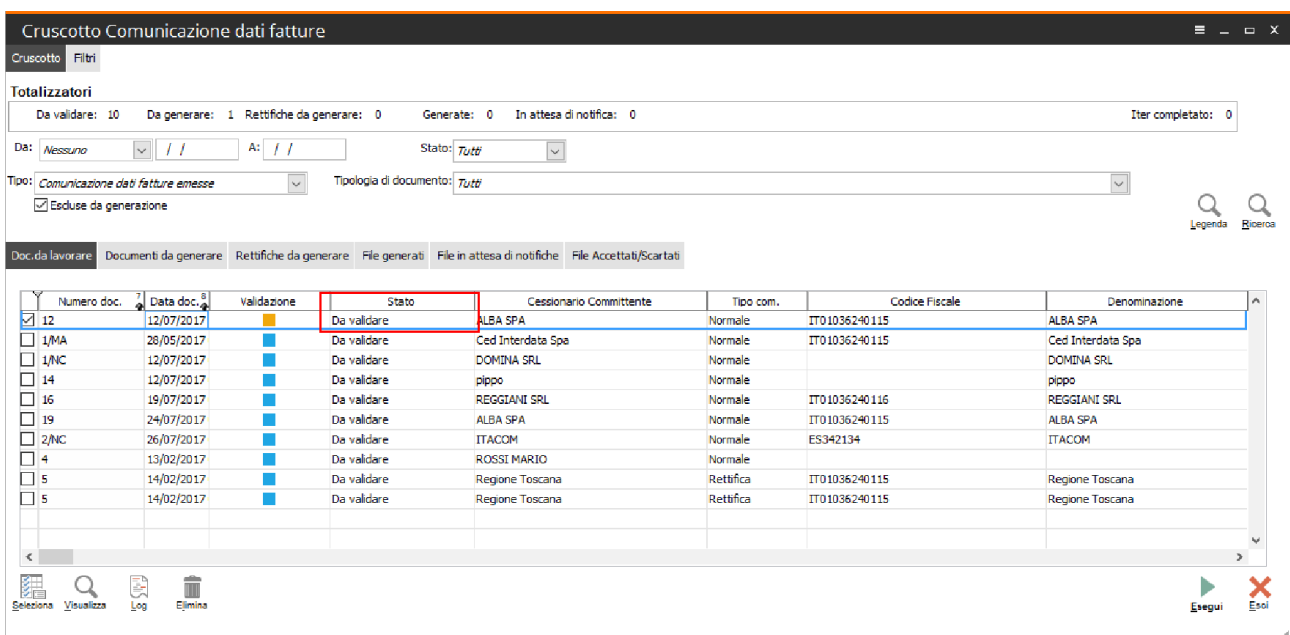 Cruscotto Comunicazione dati fatture
Cruscotto Filtri
Totalizzatori
Da validare: 10 Da generare: 1 Rettifiche da generare: 0 Generate: 0 In attesa di notifica: 0 Iter completato: 0
Da: Nessuno / / A: / / Stato: Tutti
Tipo: Comunicazione dati fatture emesse Tipologia di documento: Tutti
Escluse da generazione
Legenda Ricerca
Doc.da lavorare Documenti da generare Rettifiche da generare File generati File in attesa di notifiche File Accettati/Scartati
Numero doc. 7 Data doc. 8 Validazione Stato Cessionario Committente Tipo com. Codice Fiscale Denominazione
12 12/07/2017 Da validare ALBA SPA Normale IT01036240115 ALBA SPA
1/MA 28/05/2017 Da validare Ced Interdata Spa Normale IT01036240115 Ced Interdata Spa
1/NC 12/07/2017 Da validare DOMINA SRL Normale DOMINA SRL
14 12/07/2017 Da validare pippo Normale pippo
16 19/07/2017 Da validare REGGIANI SRL Normale IT01036240116 REGGIANI SRL
19 24/07/2017 Da validare ALBA SPA Normale IT01036240115 ALBA SPA
2/NC 26/07/2017 Da validare ITACOM Normale ES342134 ITACOM
4 13/02/2017 Da validare ROSSI MARIO Normale
5 14/02/2017 Da validare Regione Toscana Rettifica IT01036240115 Regione Toscana
5 14/02/2017 Da validare Regione Toscana Rettifica IT01036240115 Regione Toscana
Seleziona Visualizza Log Elimina Esegui Esci